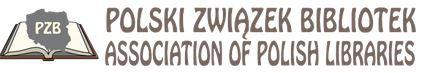 PZB
POLSKI ZWIĄZEK BIBLIOTEK
ASSOCIATION OF POLISH LIBRARIES